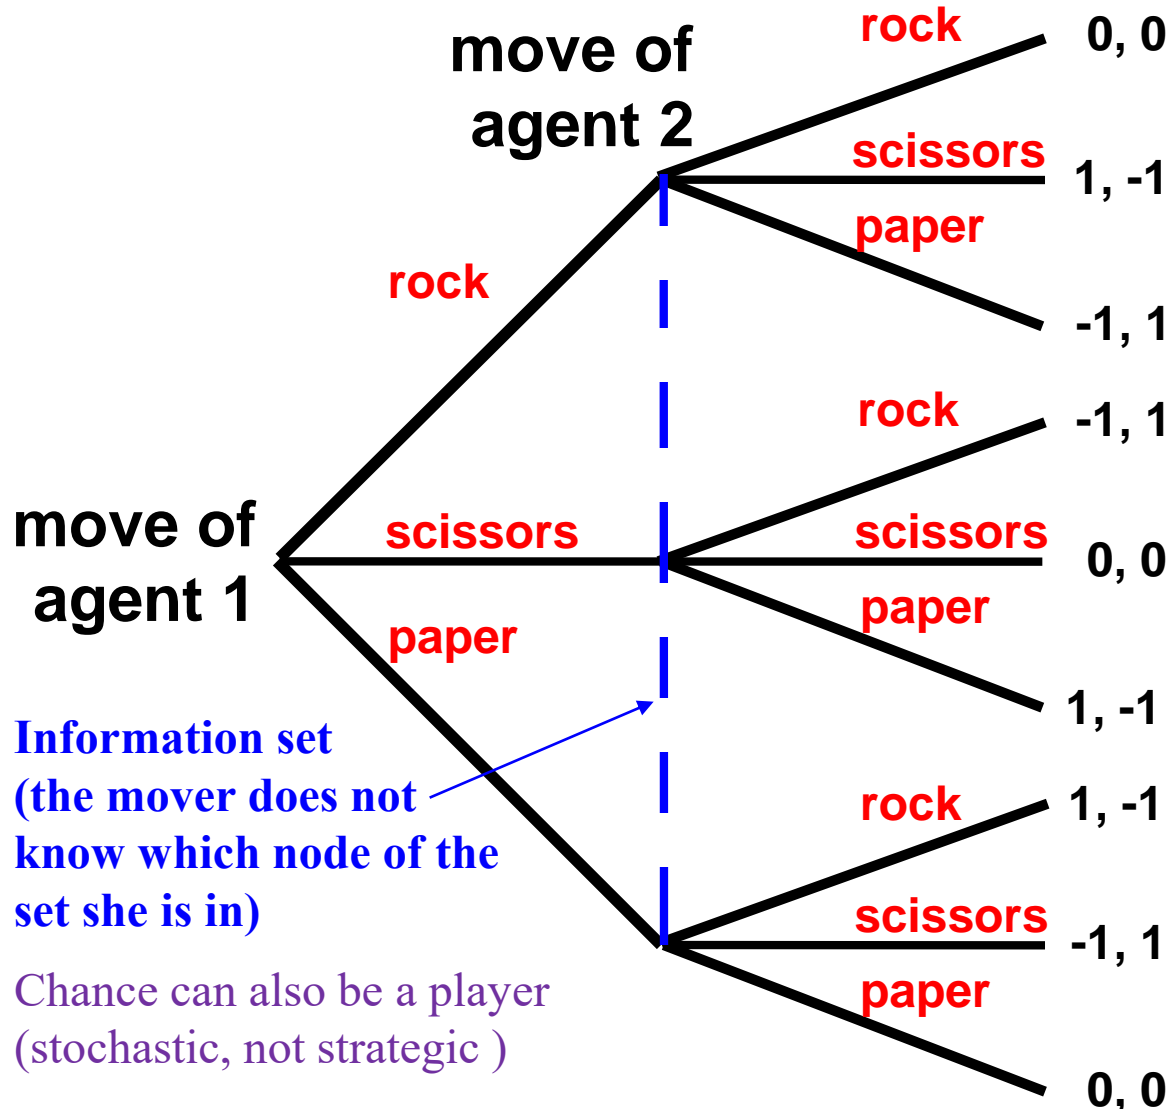 move of
agent 2
rock
0, 0
scissors
1, -1
paper
-1, 1
rock
rock
-1, 1
move of
agent 1
scissors
scissors
0, 0
paper
1, -1
paper
Information set
(the mover does not
know which node of the
set she is in)
rock
1, -1
scissors
-1, 1
paper
0, 0
Chance can also be a player
(stochastic, not strategic )